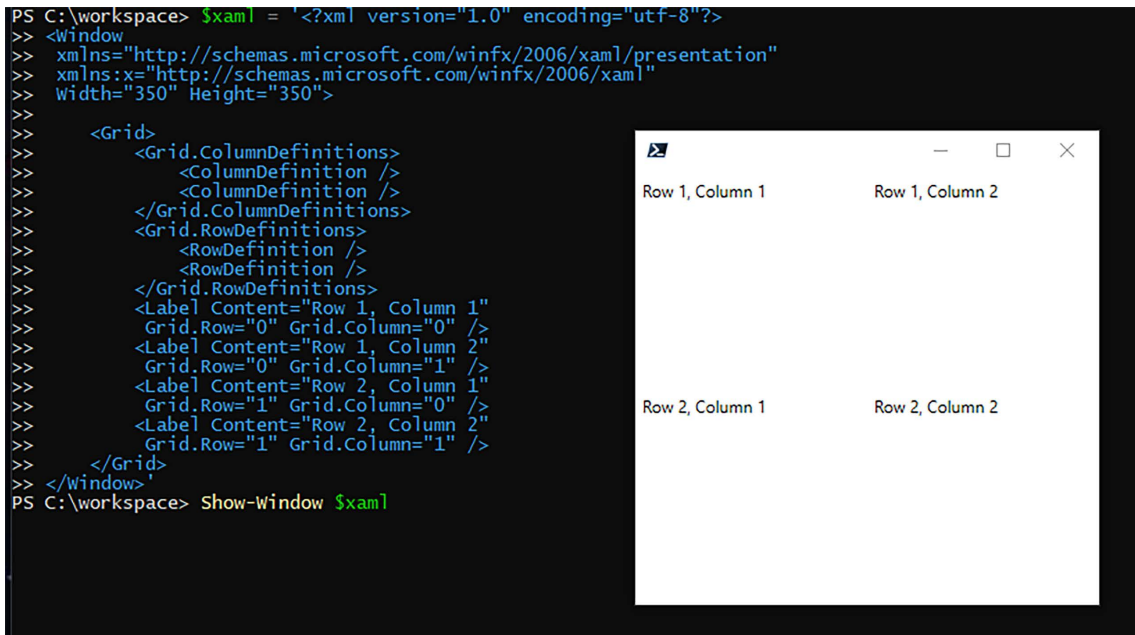 PS C:\workspace> $xaml = '<?xml version="1.0" encoding="utf-8"?>
>> <Window
>>  xmlns="http://schemas.microsoft.com/winfx/2006/xaml/presentation"
>>  xmlns:x="http://schemas.microsoft.com/winfx/2006/xaml"
>>  Width="350" Height="350">
>>
>>     <Grid>
>>         <Grid.ColumnDefinitions>
>>             <ColumnDefinition />
>>             <ColumnDefinition />
>>         </Grid.ColumnDefinitions>
>>         <Grid.RowDefinitions>
>>             <RowDefinition />
>>             <RowDefinition />
>>         </Grid.RowDefinitions>
>>         <Label Content="Row 1, Column 1"
>>          Grid.Row="0" Grid.Column="0" />
>>         <Label Content="Row 1, Column 2"
>>          Grid.Row="0" Grid.Column="1" />
>>         <Label Content="Row 2, Column 1"
>>          Grid.Row="1" Grid.Column="0" />
>>         <Label Content="Row 2, Column 2"
>>          Grid.Row="1" Grid.Column="1" />
>>     </Grid>
>> </Window>'
PS C:\workspace> Show-Window $xaml
Row 1, Column 1
Row 1, Column 2
Row 2, Column 1
Row 2, Column 2